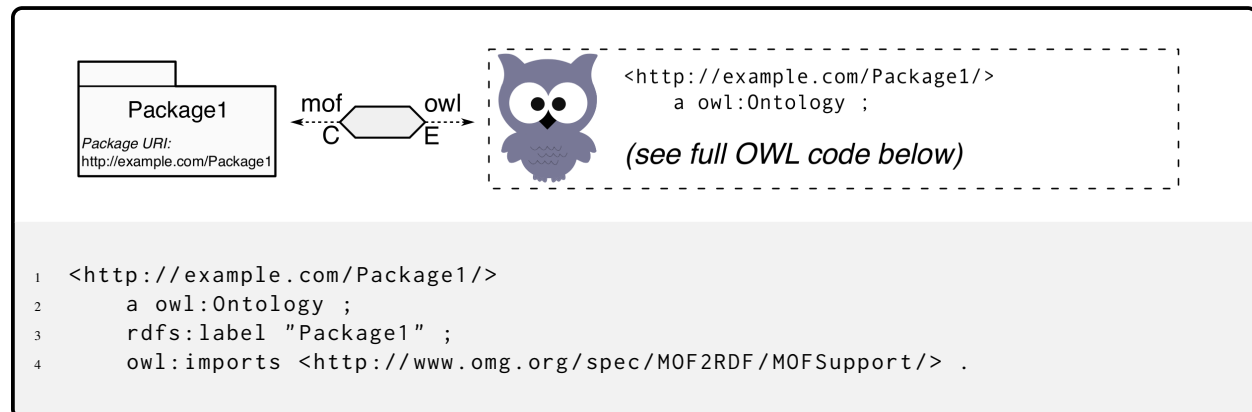 Package1
Package URI:
http://example.com/Package1
mof
C
owl
E
<http://example.com/Package1/>
    a owl:Ontology ;
(see full OWL code below)
1 <http://example.com/Package1/>
2     a owl:Ontology ;
3     rdfs:label "Package1" ;
4     owl:imports <http://www.omg.org/spec/MOF2RDF/MOFSupport/> .